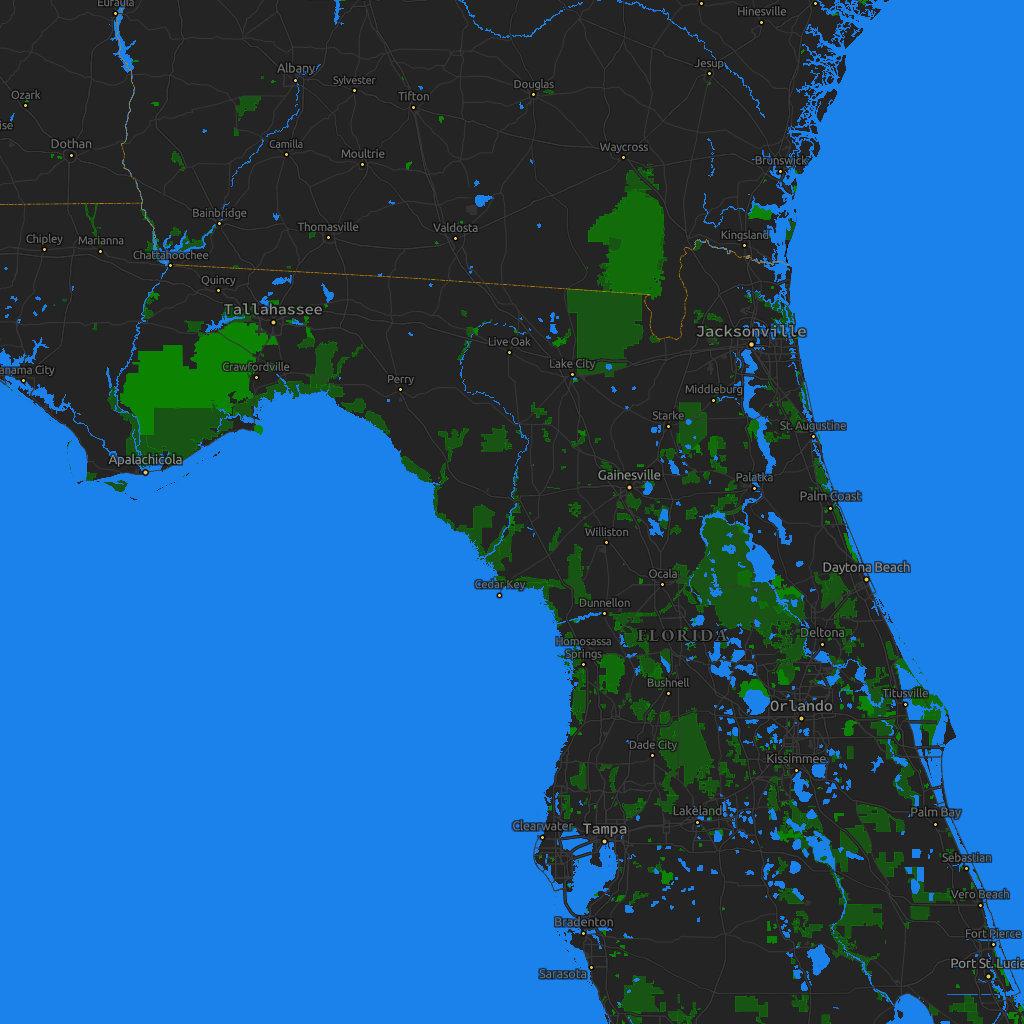 Eufaula
Hinesville
Jesup
Albany
Sylvester
Douglas
Tifton
Ozark
Dothan
Camilla
Moultrie
Waycross
Brunswick
Bainbridge
Thomasville
Valdosta
Kingsland
Chipley
Marianna
Chattahoochee
Quincy
Tallahassee
Jacksonville
Live Oak
Lake City
Crawfordville
Perry
anama City
Middleburg
Starke
St. Augustine
Apalachicola
Gainesville
Palatka
Palm Coast
Williston
Daytona Beach
Ocala
Cedar Key
Dunnellon
FLORIDA
Deltona
Homosassa
Springs
Bushnell
Titusville
Orlando
Dade City
Kissimmee
Lakeland
Palm Bay
Clearwater
Tampa
Sebastian
Vero Beach
Bradenton
Fort Pierce
Port St. Lucie
Sarasota